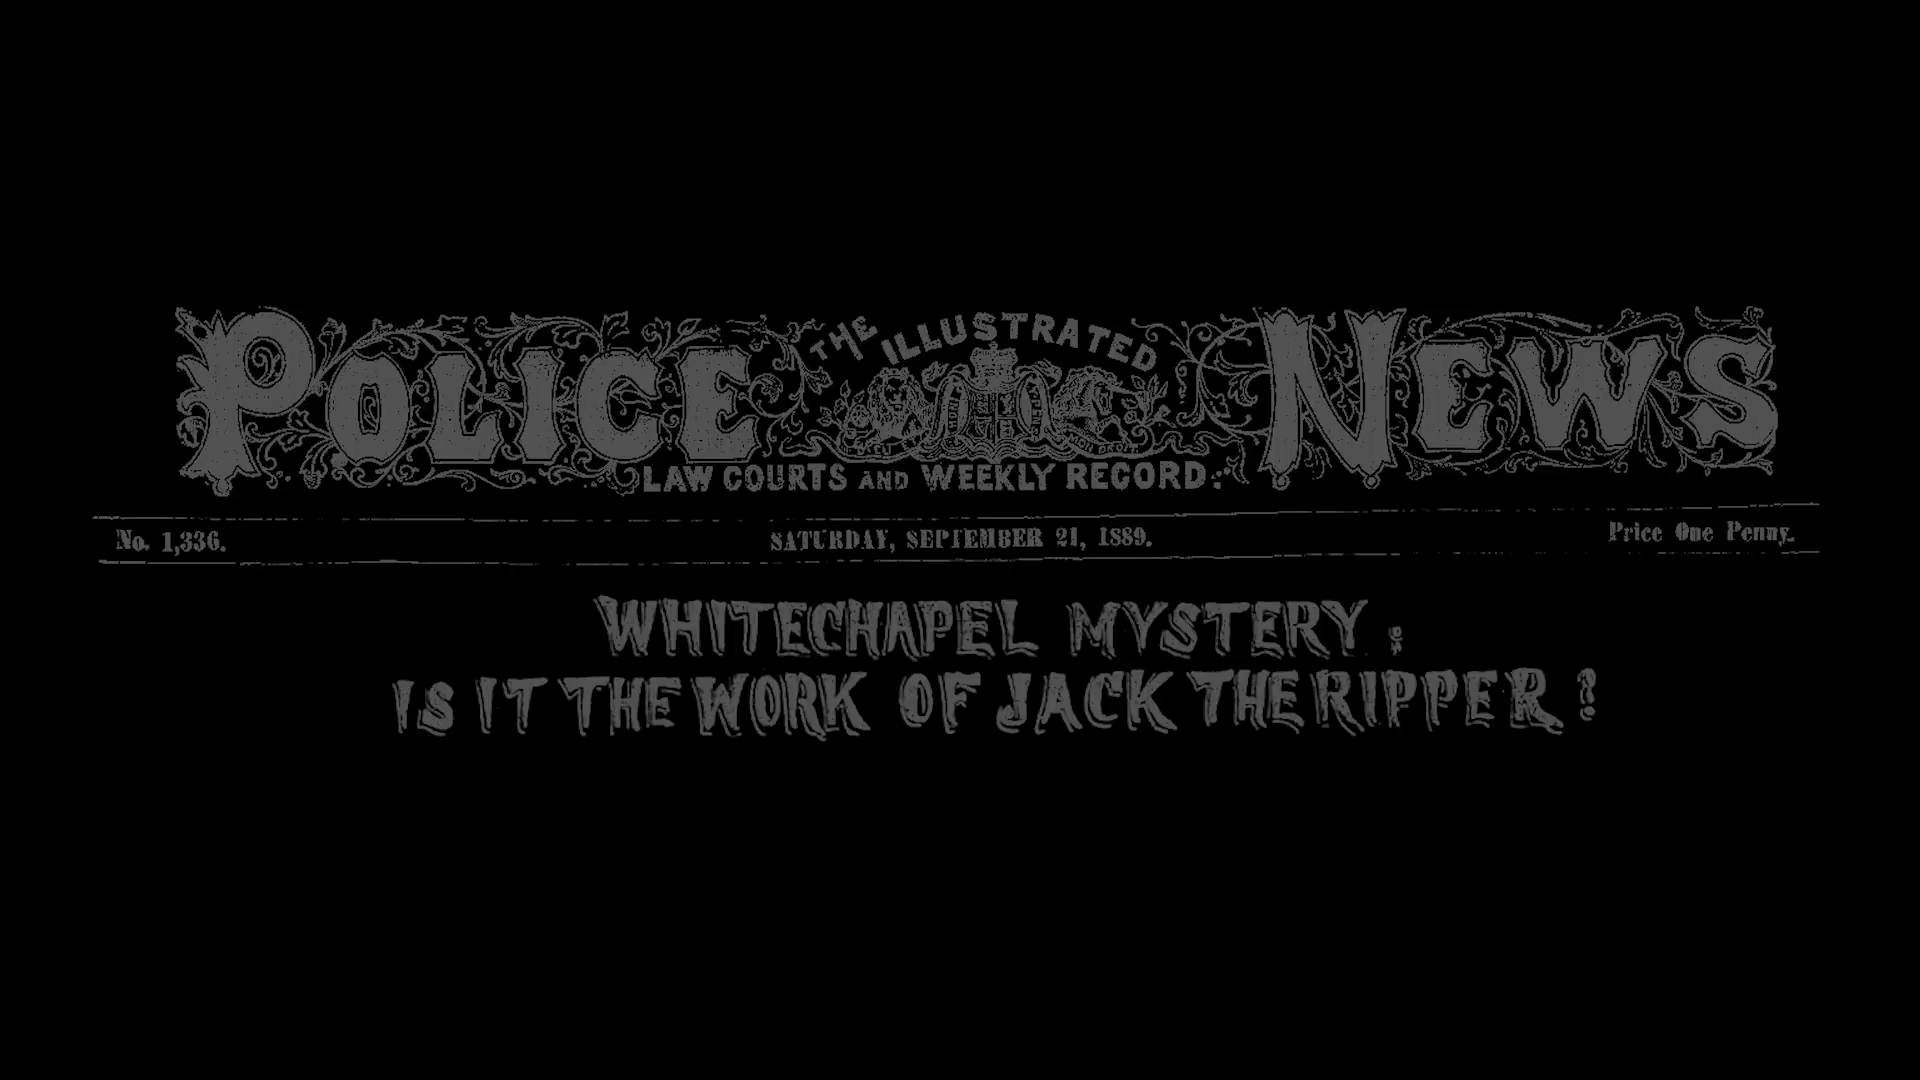 THE ILLUSTRATED
POLICE NEWS
LAW COURTS AND WEEKLY RECORD.
No. 1,336. SATURDAY, SEPTEMBER 21, 1889. Price One Penny.
WHITECHAPEL MYSTERY:
IS IT THE WORK OF JACK THE RIPPER?